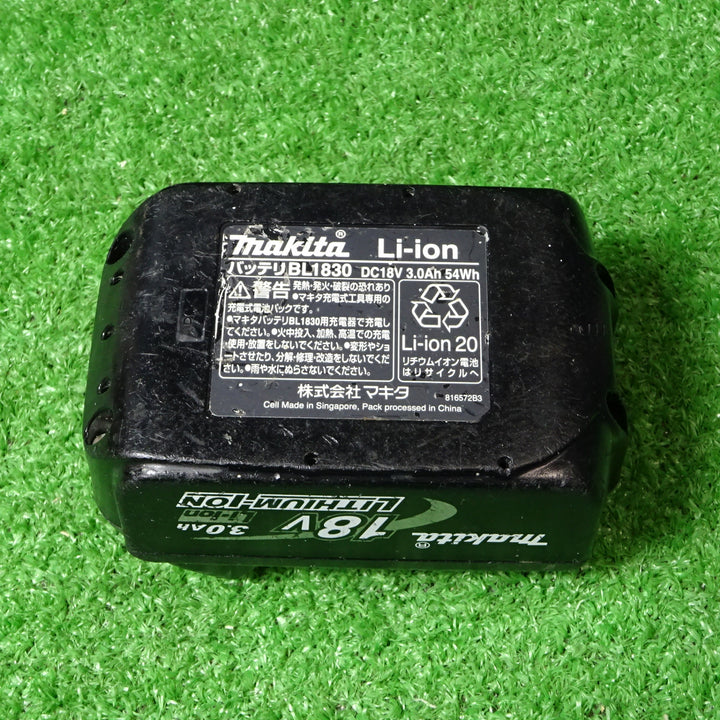 makita® Li-ion
バッテリBL1830 DC18V 3.0Ah 54Wh
警告 発熱・発火・破裂の恐れあり
●マキタ充電式工具専用の
充電式電池パックです。
●マキタバッテリBL1830用充電器で充電し
てください。●火中投入、加熱、高温での充電
・使用・放置をしないでください。●変形やショ
ートさせたり、分解・修理・改造をしないでくだ
さい。●雨や水にぬらさないでください。
Li-ion 20
リチウムイオン電池
はリサイクルへ
株式会社 マキタ
816572B3
Cell Made in Singapore, Pack processed in China
makita®
18V
LITHIUM-ION
Li-ion
3.0Ah